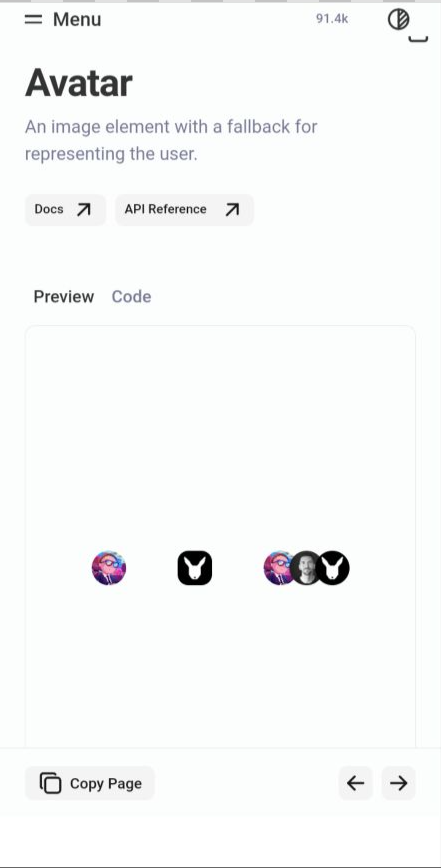 Menu
91.4k
Avatar
An image element with a fallback for
representing the user.
Docs
API Reference
Preview
Code
Copy Page